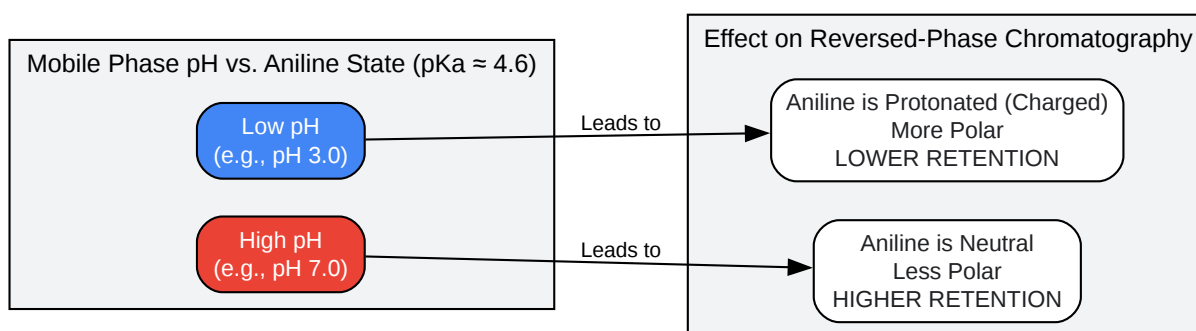 Mobile Phase pH vs. Aniline State (pKa ≈ 4.6)
Low pH
(e.g., pH 3.0)
High pH
(e.g., pH 7.0)
Leads to
Leads to
Effect on Reversed-Phase Chromatography
Aniline is Protonated (Charged)
More Polar
LOWER RETENTION
Aniline is Neutral
Less Polar
HIGHER RETENTION